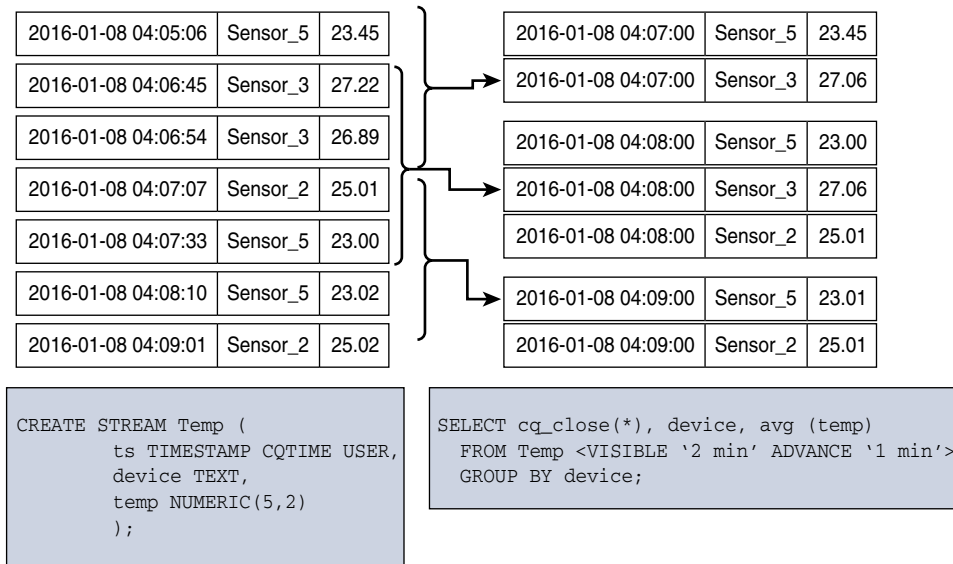 2016-01-08 04:05:06 Sensor_5 23.45
2016-01-08 04:06:45 Sensor_3 27.22
2016-01-08 04:06:54 Sensor_3 26.89
2016-01-08 04:07:07 Sensor_2 25.01
2016-01-08 04:07:33 Sensor_5 23.00
2016-01-08 04:08:10 Sensor_5 23.02
2016-01-08 04:09:01 Sensor_2 25.02
2016-01-08 04:07:00 Sensor_5 23.45
2016-01-08 04:07:00 Sensor_3 27.06
2016-01-08 04:08:00 Sensor_5 23.00
2016-01-08 04:08:00 Sensor_3 27.06
2016-01-08 04:08:00 Sensor_2 25.01
2016-01-08 04:09:00 Sensor_5 23.01
2016-01-08 04:09:00 Sensor_2 25.01
CREATE STREAM Temp (
ts TIMESTAMP CQTIME USER,
device TEXT,
temp NUMERIC(5,2)
);
SELECT cq_close(*), device, avg (temp)
FROM Temp <VISIBLE ‘2 min’ ADVANCE ‘1 min’>
GROUP BY device;